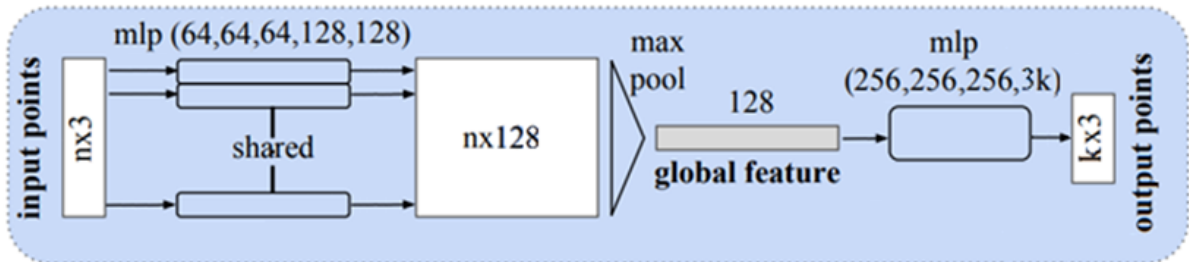 input points
nx3
mlp (64,64,64,128,128)
shared
nx128
max
pool
128
global feature
mlp
(256,256,256,3k)
kx3
output points